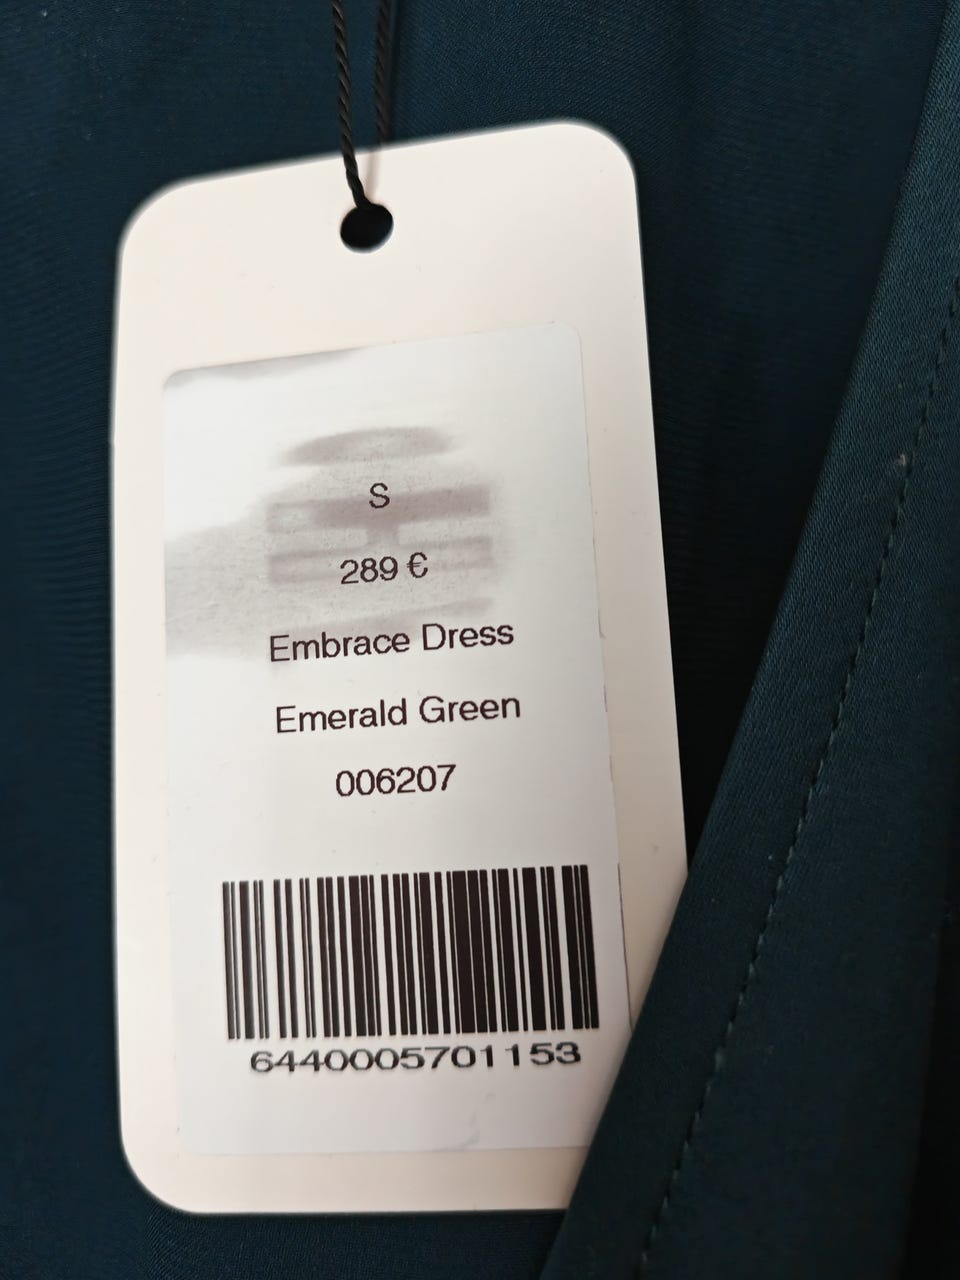 S
289 €
Embrace Dress
Emerald Green
006207
6440005701153